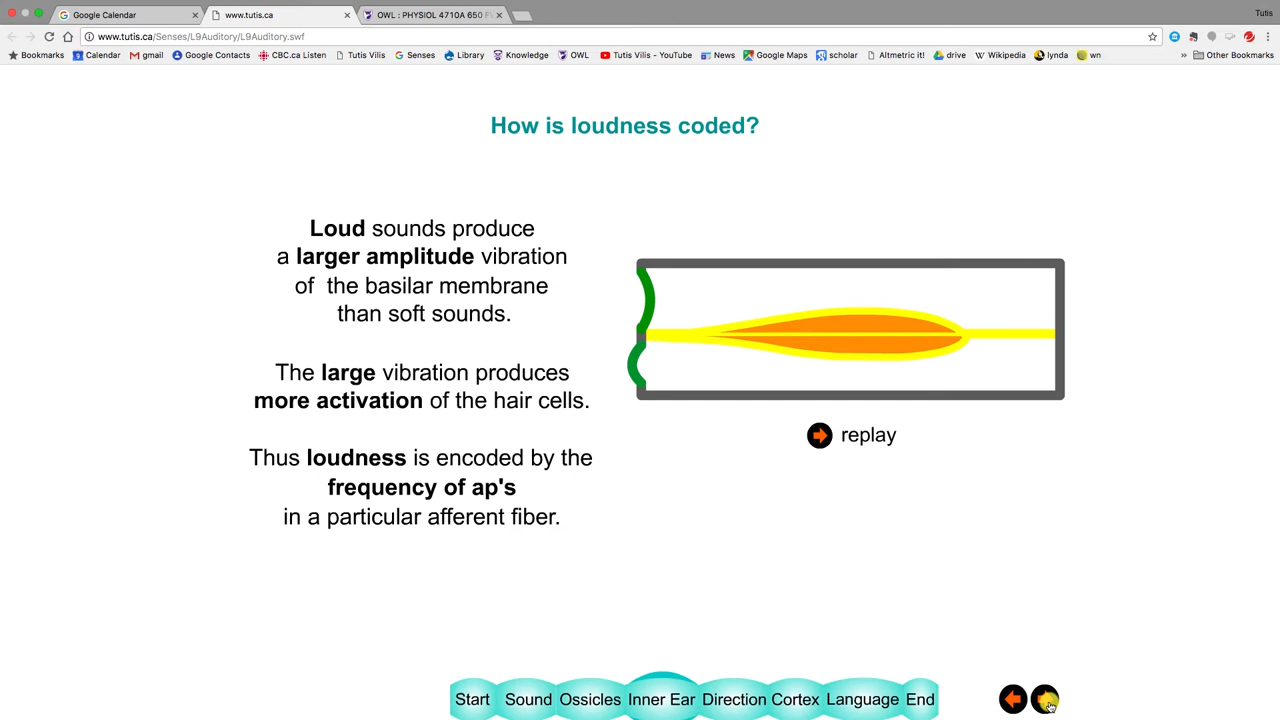 Google Calendar
www.tutis.ca
OWL : PHYSIOL 4710A 650 F
Tutis
www.tutis.ca/Senses/L9Auditory/L9Auditory.swf
Bookmarks
Calendar
gmail
Google Contacts
CBC.ca Listen
Tutis Vilis
Senses
Library
Knowledge
OWL
Tutis Vilis - YouTube
News
Google Maps
scholar
Altmetric it!
drive
Wikipedia
lynda
wn
Other Bookmarks
How is loudness coded?
Loud sounds produce
a larger amplitude vibration
of the basilar membrane
than soft sounds.
The large vibration produces
more activation of the hair cells.
Thus loudness is encoded by the
frequency of ap's
in a particular afferent fiber.
replay
Start
Sound
Ossicles
Inner Ear
Direction
Cortex
Language
End